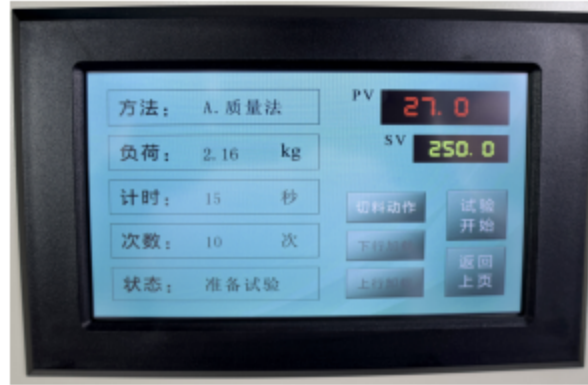 方法： A.质量法
PV 27.0
负荷： 2.16 kg
SV 250.0
计时： 15 秒
切料动作
试验
开始
次数： 10 次
返回
上页
状态： 准备试验